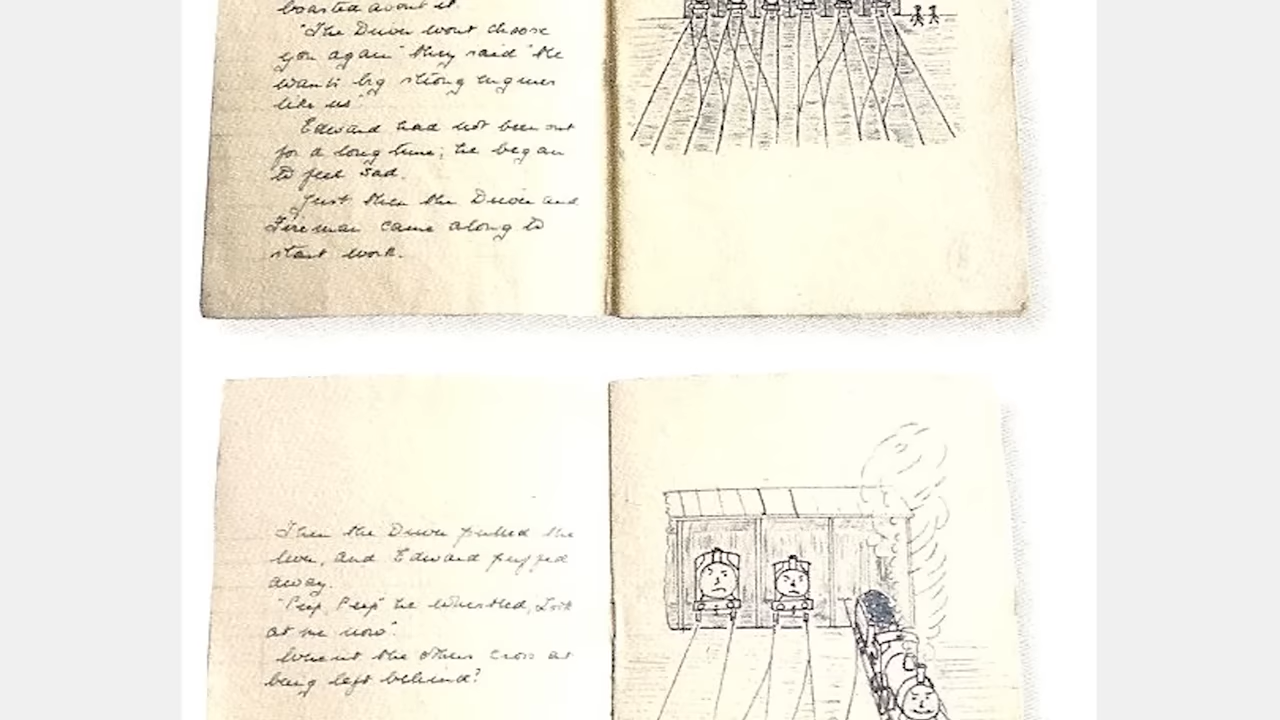 boasted about it.
"The Driver wont choose
you again" they said "He
wants big strong engines
like us"
Edward had not been out
for a long time; he began
to feel sad.
Just then the Driver and
Fireman came along to
start work.
Then the Driver pulled the
lever, and Edward puffed
away.
"Peep, Peep" he whistled, "Look
at me now".
Weren't the others cross at
being left behind?